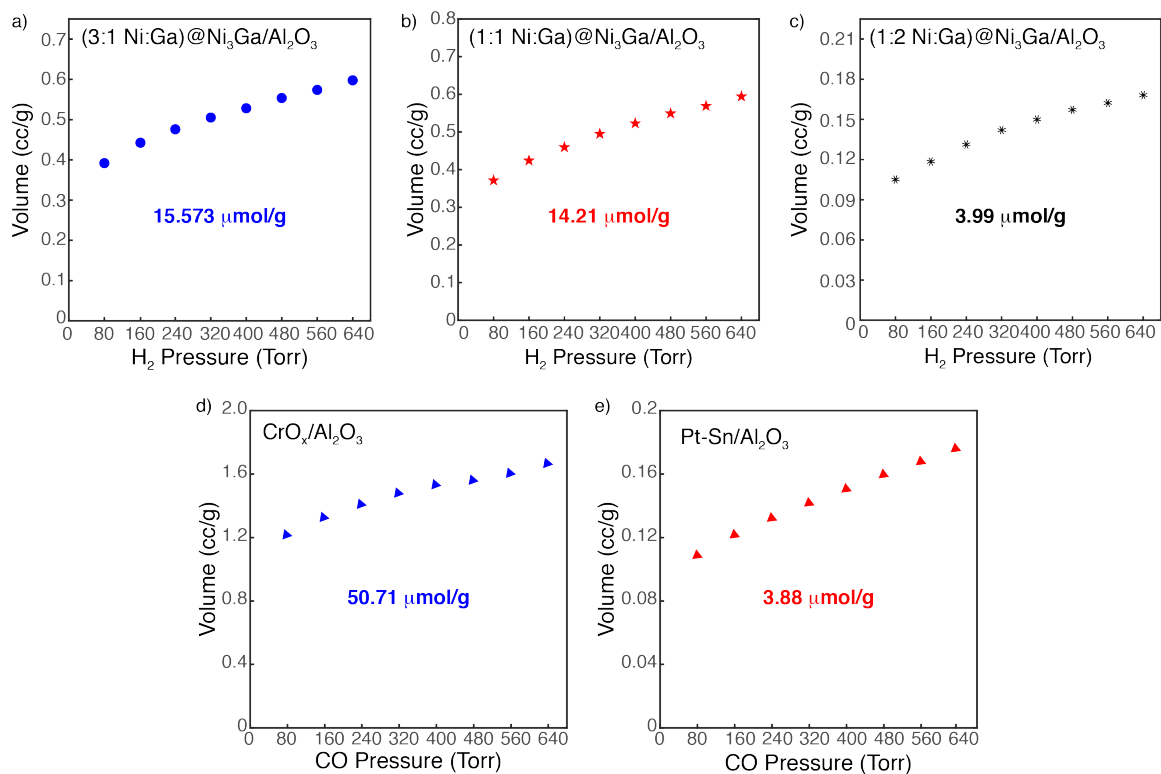 a)
(3:1 Ni:Ga)@Ni₃Ga/Al₂O₃
Volume (cc/g)
0.7
0.6
0.5
0.4
0.3
0.2
0.1
0
15.573 μmol/g
0 80 160 240 320 400 480 560 640
H₂ Pressure (Torr)
b)
(1:1 Ni:Ga)@Ni₃Ga/Al₂O₃
Volume (cc/g)
0.8
0.7
0.6
0.5
0.4
0.3
0.2
0.1
0
14.21 μmol/g
0 80 160 240 320 400 480 560 640
H₂ Pressure (Torr)
c)
(1:2 Ni:Ga)@Ni₃Ga/Al₂O₃
Volume (cc/g)
0.21
0.18
0.15
0.12
0.09
0.06
0.03
0
3.99 μmol/g
0 80 160 240 320 400 480 560 640
H₂ Pressure (Torr)
d)
CrOₓ/Al₂O₃
Volume (cc/g)
2.0
1.6
1.2
0.8
0.4
0
50.71 μmol/g
0 80 160 240 320 400 480 560 640
CO Pressure (Torr)
e)
Pt-Sn/Al₂O₃
Volume (cc/g)
0.2
0.16
0.12
0.08
0.04
0
3.88 μmol/g
0 80 160 240 320 400 480 560 640
CO Pressure (Torr)